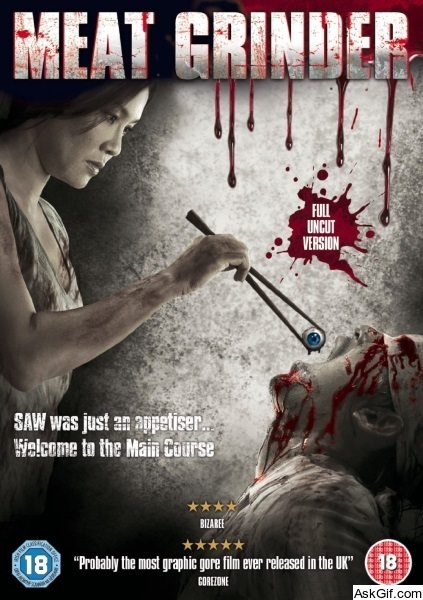 MEAT GRINDER
FULL
UNCUT
VERSION
SAW was just an appetiser...
Welcome to the Main Course
BIZARRE
GOREZONE
"Probably the most graphic gore film ever released in the UK"
18
18
AskGif.com